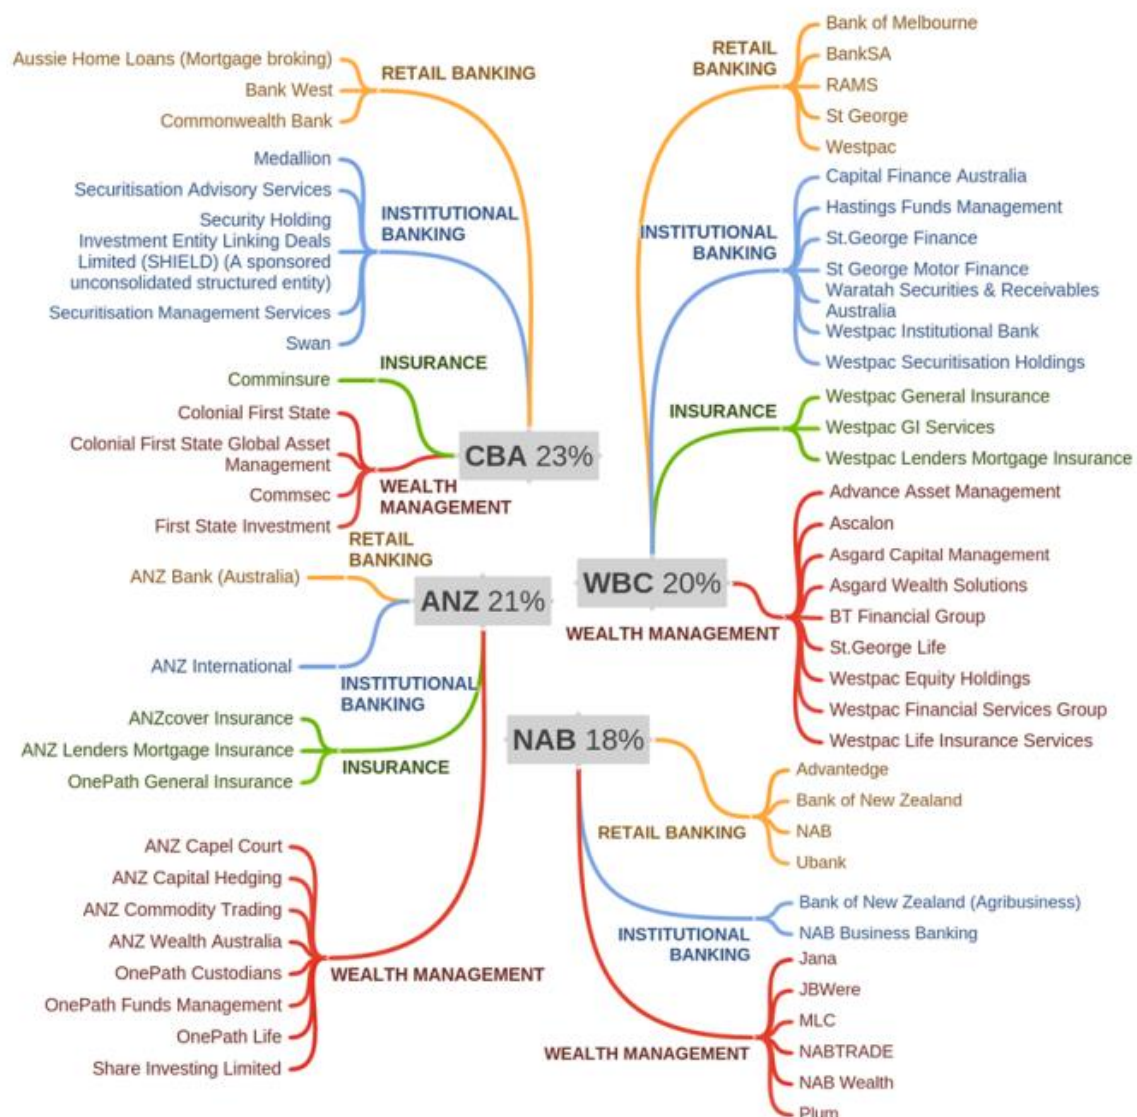 Aussie Home Loans (Mortgage broking)
Bank West
Commonwealth Bank
RETAIL BANKING
Medallion
Securitisation Advisory Services
Security Holding
Investment Entity Linking Deals
Limited (SHIELD) (A sponsored
unconsolidated structured entity)
Securitisation Management Services
Swan
INSTITUTIONAL
BANKING
Comminsure
INSURANCE
Colonial First State
Colonial First State Global Asset
Management
Commsec
First State Investment
WEALTH
MANAGEMENT
CBA 23%
RETAIL
BANKING
ANZ Bank (Australia)
ANZ 21%
ANZ International
INSTITUTIONAL
BANKING
ANZcover Insurance
ANZ Lenders Mortgage Insurance
OnePath General Insurance
INSURANCE
ANZ Capel Court
ANZ Capital Hedging
ANZ Commodity Trading
ANZ Wealth Australia
OnePath Custodians
OnePath Funds Management
OnePath Life
Share Investing Limited
WEALTH MANAGEMENT
RETAIL
BANKING
Bank of Melbourne
BankSA
RAMS
St George
Westpac
INSTITUTIONAL
BANKING
Capital Finance Australia
Hastings Funds Management
St.George Finance
St George Motor Finance
Waratah Securities & Receivables
Australia
Westpac Institutional Bank
Westpac Securitisation Holdings
INSURANCE
Westpac General Insurance
Westpac GI Services
Westpac Lenders Mortgage Insurance
WBC 20%
WEALTH MANAGEMENT
Advance Asset Management
Ascalon
Asgard Capital Management
Asgard Wealth Solutions
BT Financial Group
St.George Life
Westpac Equity Holdings
Westpac Financial Services Group
Westpac Life Insurance Services
NAB 18%
RETAIL BANKING
Advantedge
Bank of New Zealand
NAB
Ubank
INSTITUTIONAL
BANKING
Bank of New Zealand (Agribusiness)
NAB Business Banking
WEALTH MANAGEMENT
Jana
JBWere
MLC
NABTRADE
NAB Wealth
Plum